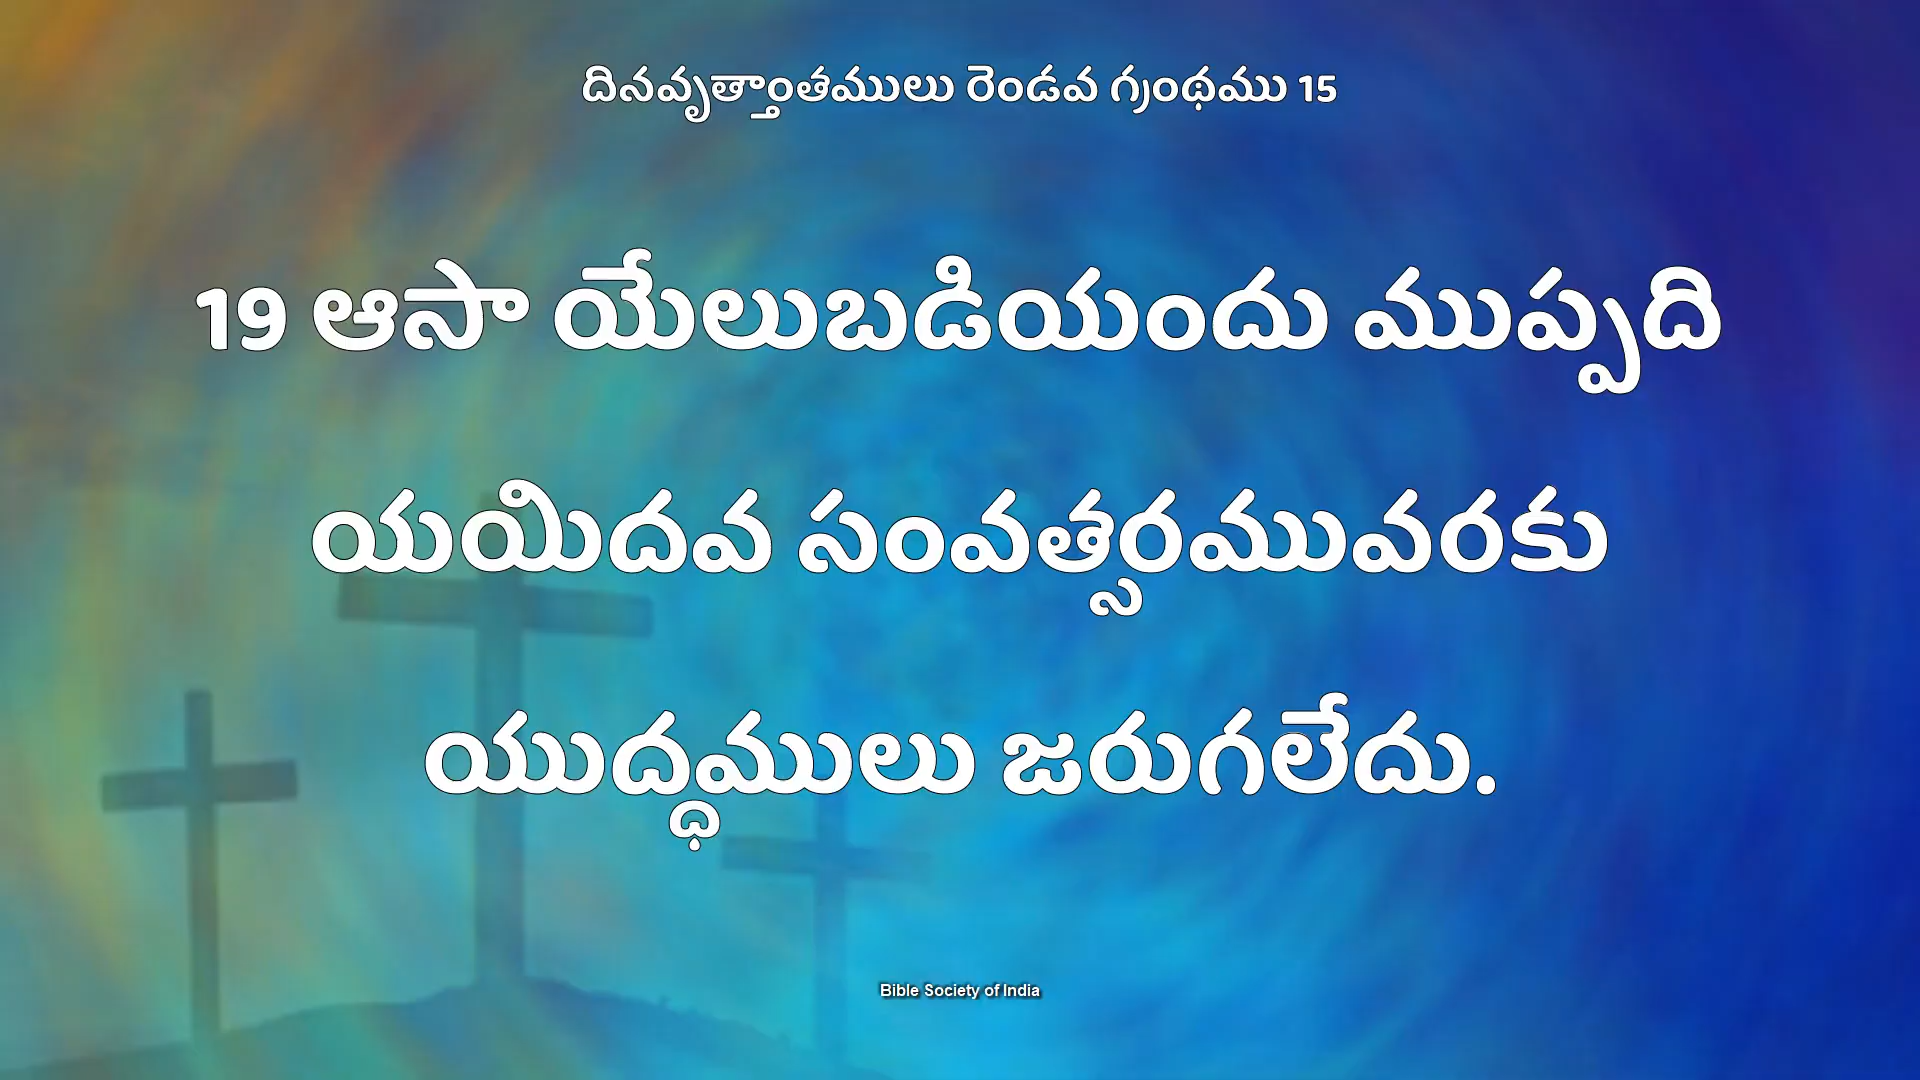 దినవృత్తాంతములు రెండవ గ్రంథము 15
19 ఆసా యేలుబడియందు ముప్పది
యయిదవ సంవత్సరమువరకు
యుద్ధములు జరుగలేదు.
Bible Society of India